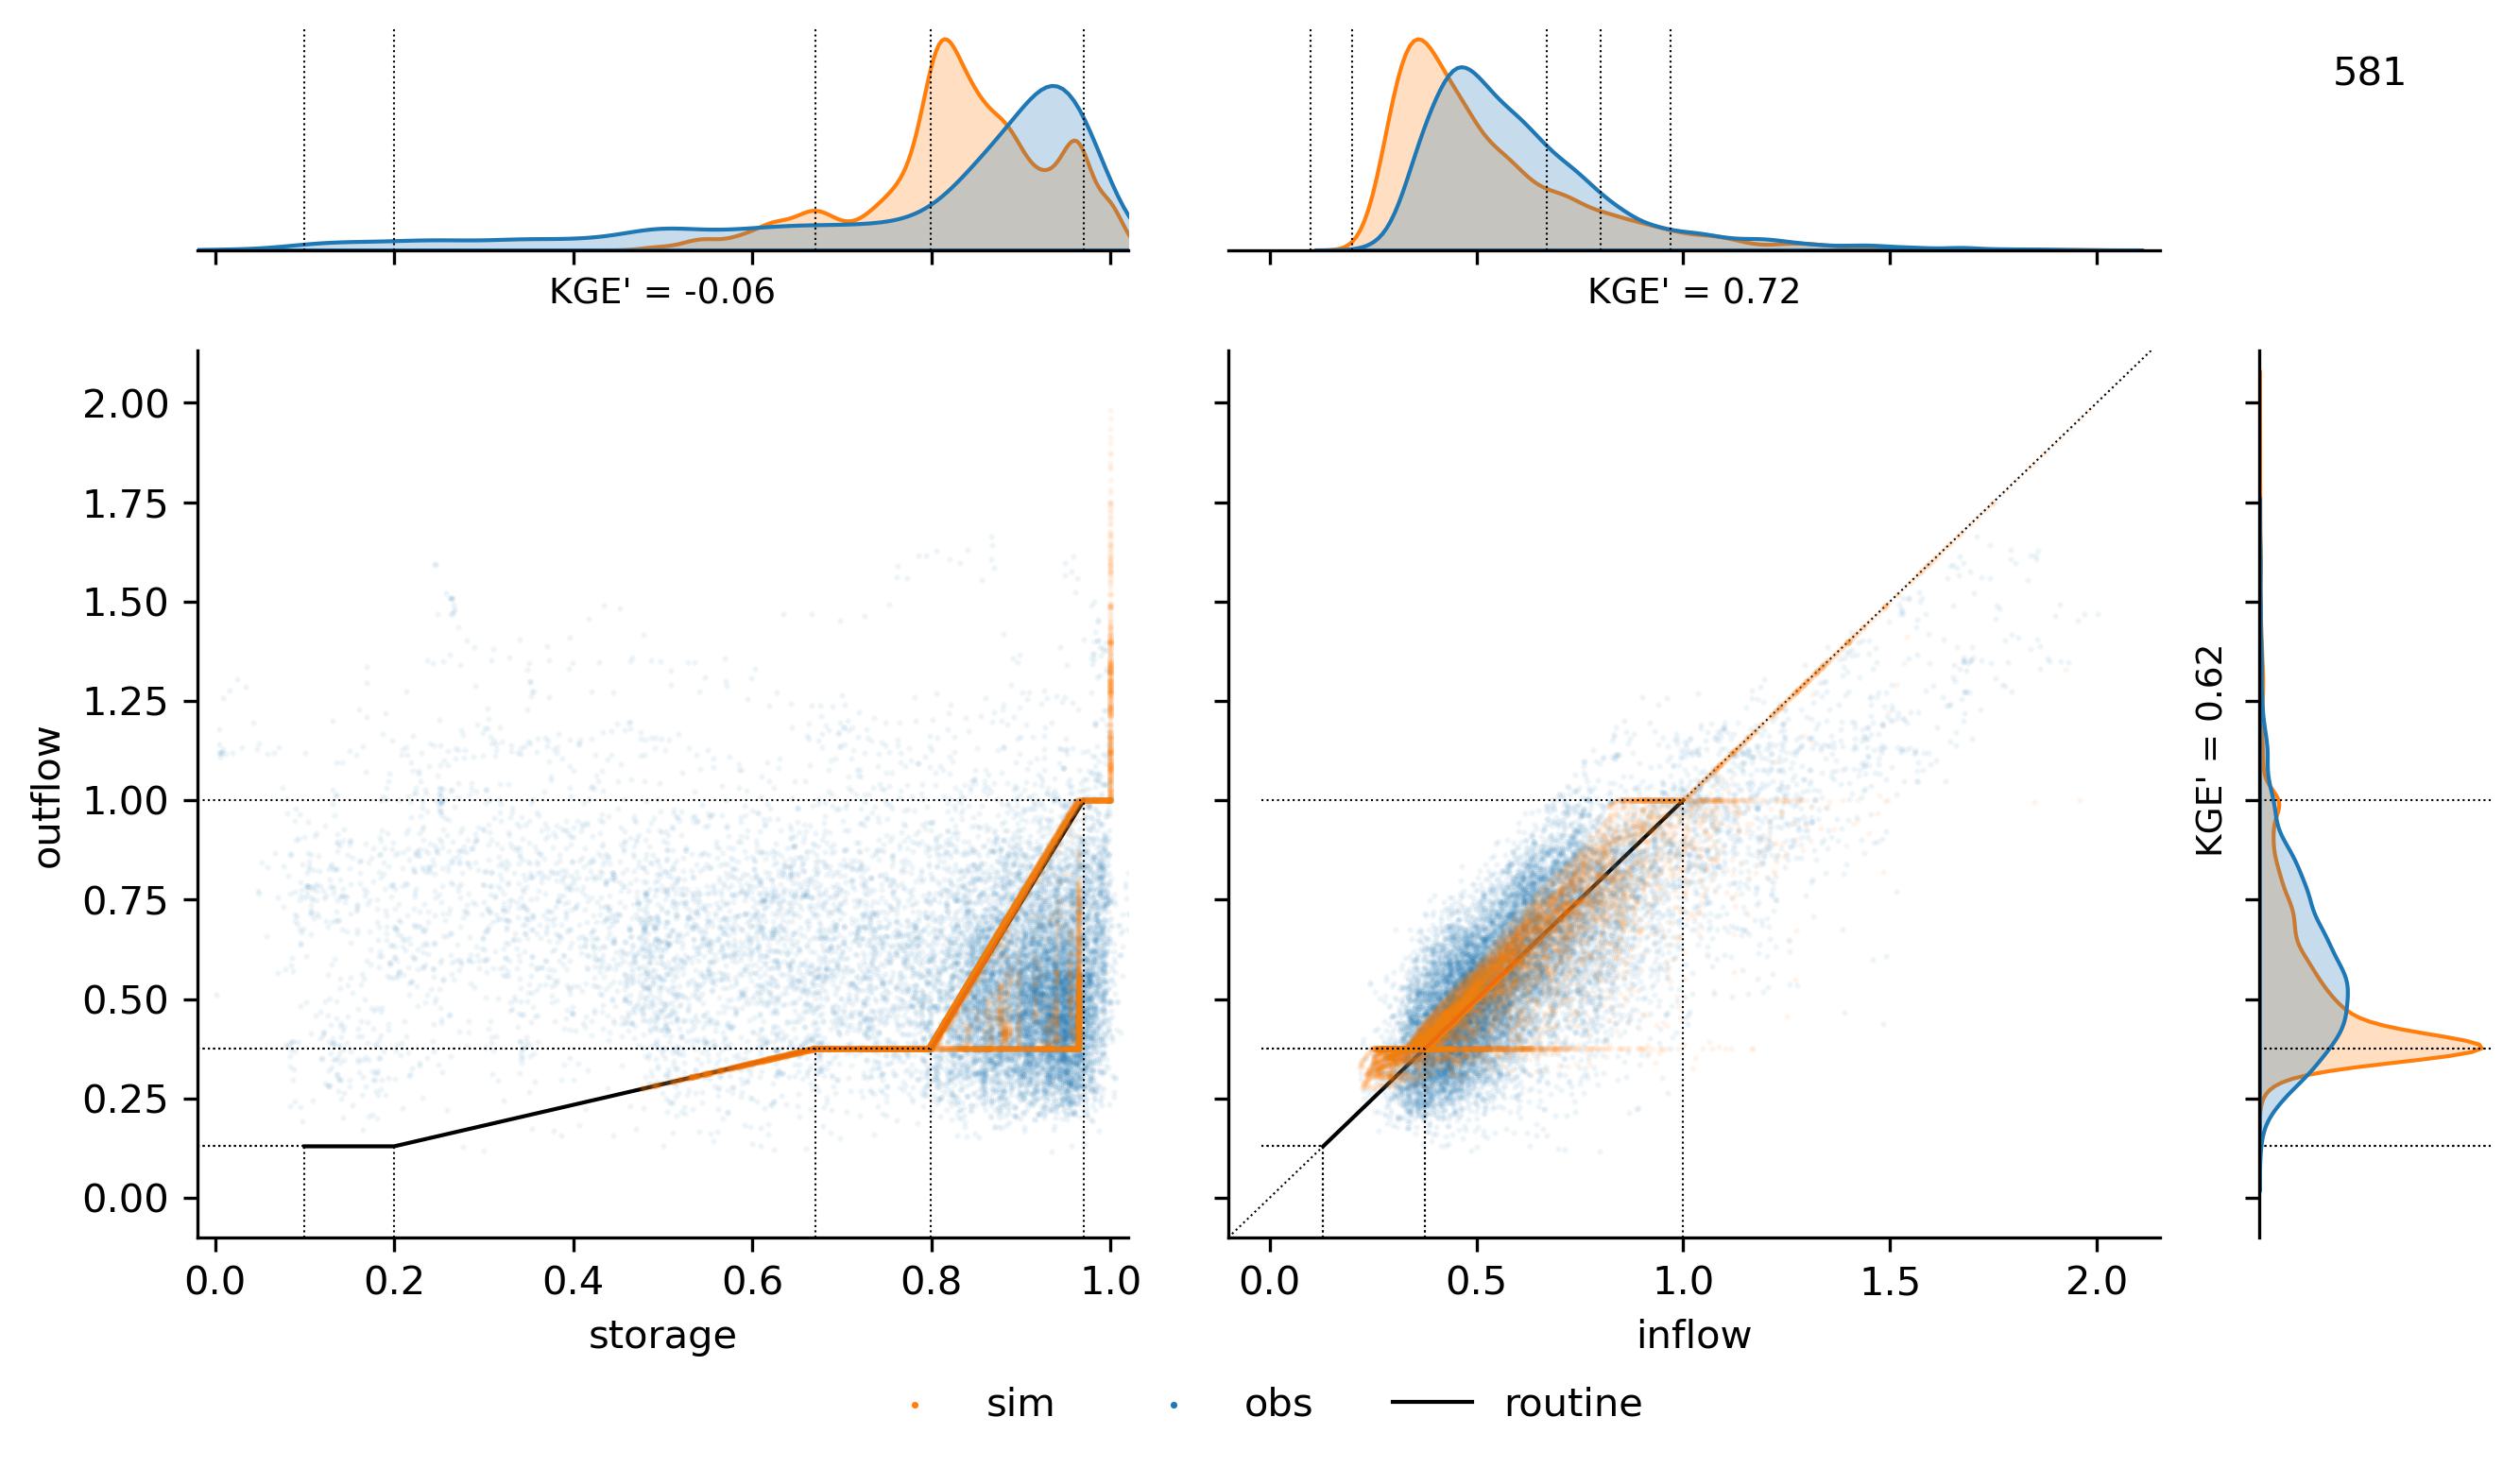 581
KGE' = -0.06
KGE' = 0.72
2.00
1.75
1.50
1.25
1.00
0.75
0.50
0.25
0.00
outflow
KGE' = 0.62
0.0 0.2 0.4 0.6 0.8 1.0
0.0 0.5 1.0 1.5 2.0
storage
inflow
sim obs routine